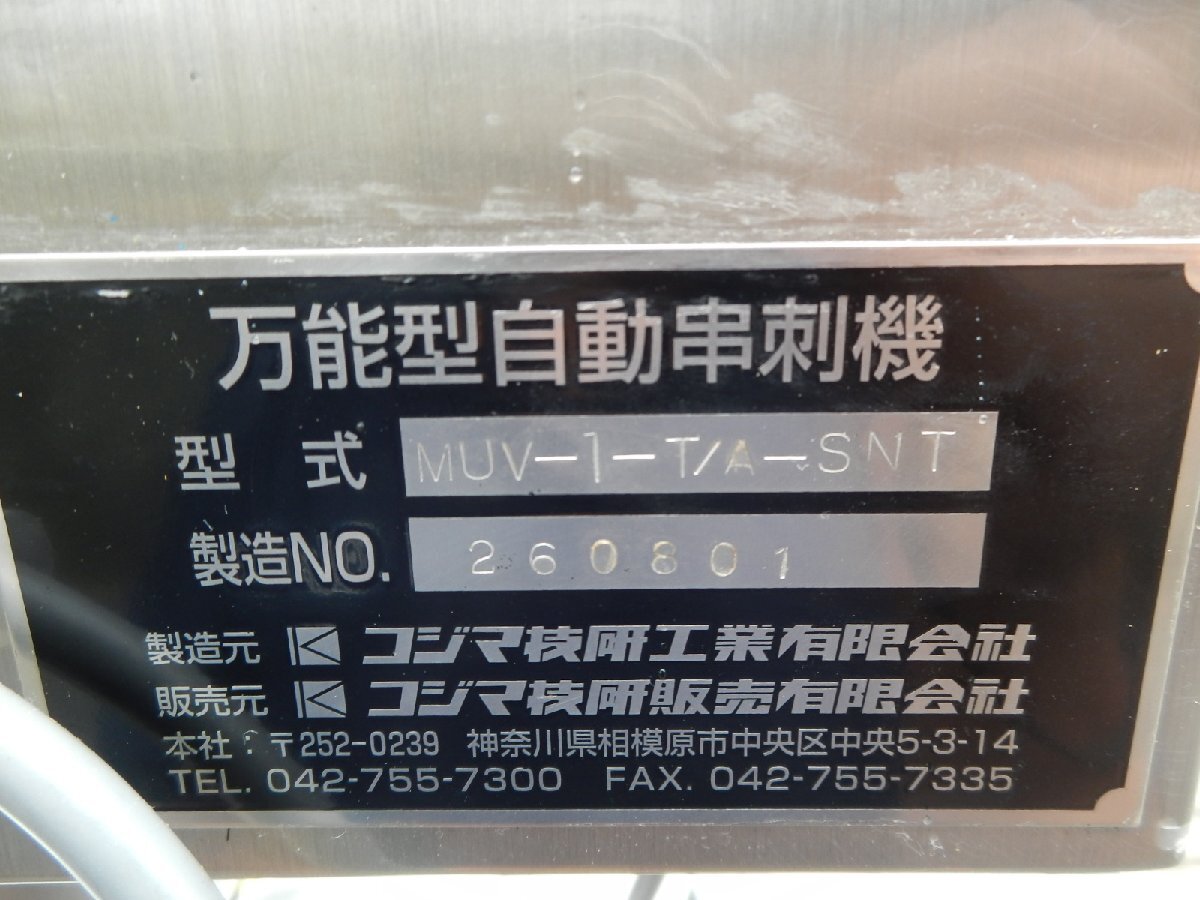 万能型自動串刺機
型式 MUV-1-T/A-SNT
製造NO. 260801
製造元 コジマ技研工業有限会社
販売元 コジマ技研販売有限会社
本社:〒252-0239 神奈川県相模原市中央区中央5-3-14
TEL. 042-755-7300 FAX. 042-755-7335